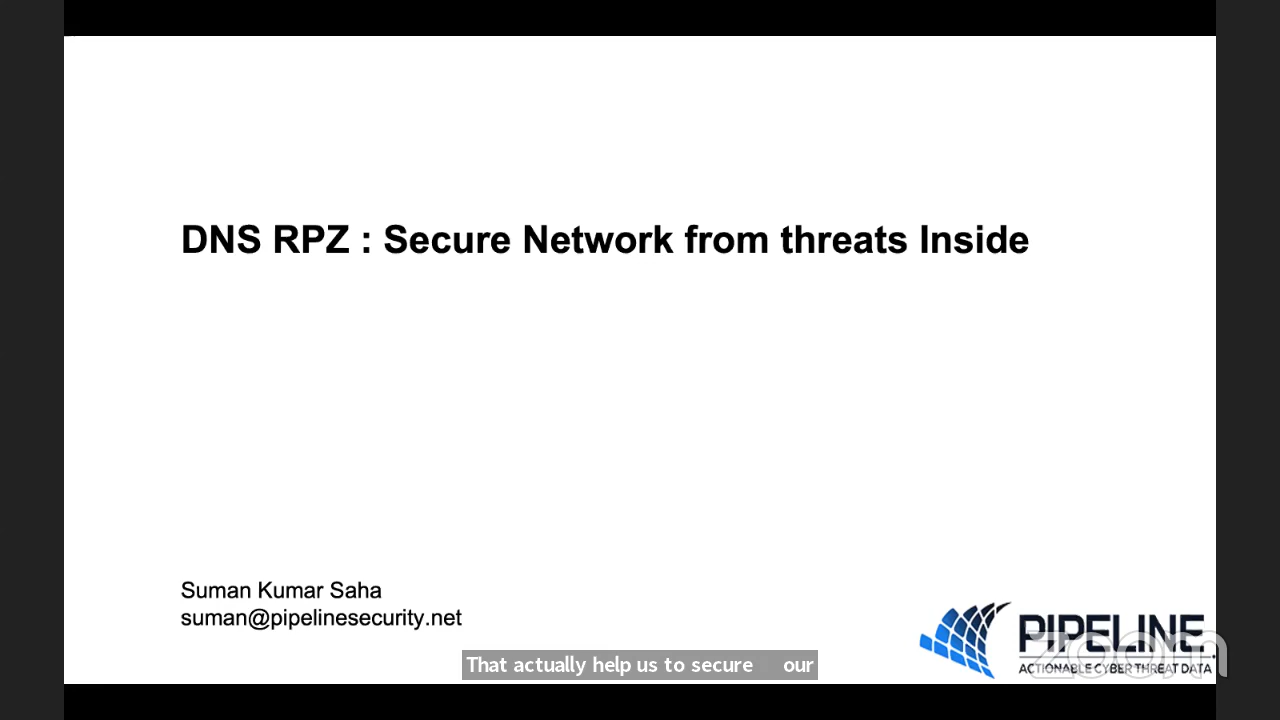 DNS RPZ : Secure Network from threats Inside
Suman Kumar Saha
suman@pipelinesecurity.net
PIPELINE
ACTIONABLE CYBER THREAT DATA
zoom
That actually help us to secure our